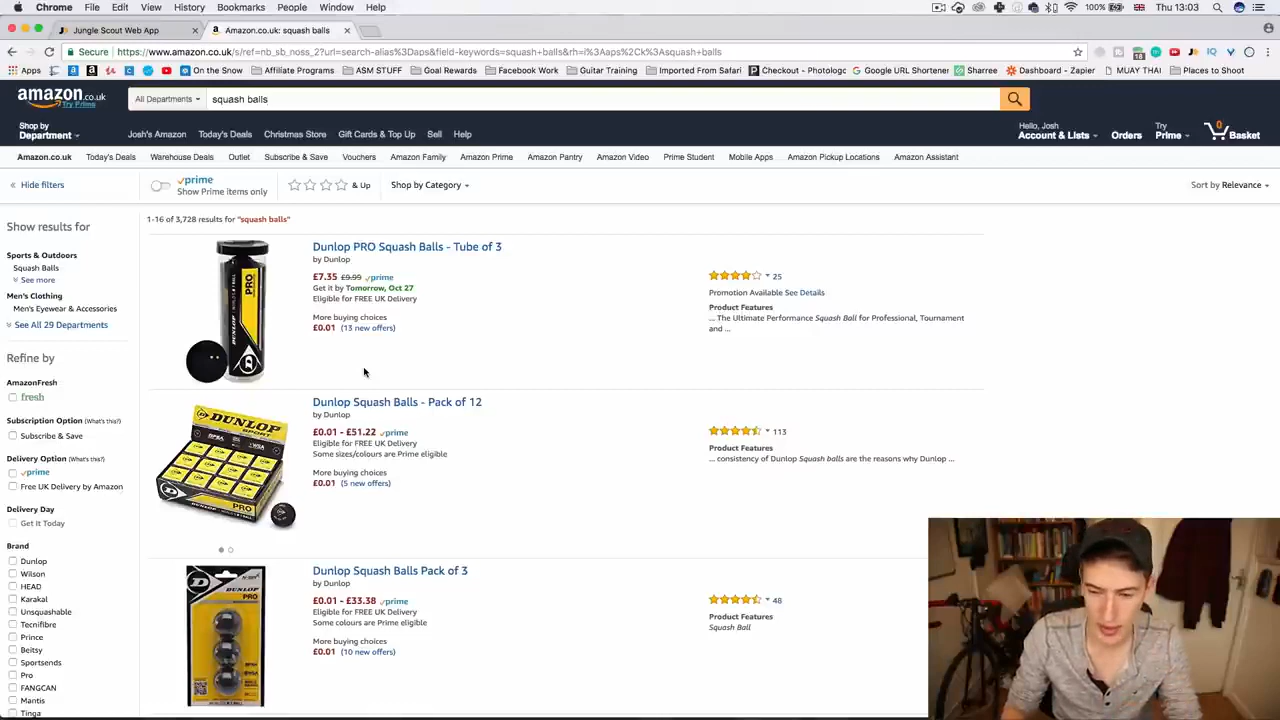 Chrome File Edit View History Bookmarks People Window Help 100% Thu 13:03
Jungle Scout Web App Amazon.co.uk: squash balls
Secure https://www.amazon.co.uk/s/ref=nb_sb_noss_2?url=search-alias%3Daps&field-keywords=squash+balls&rh=i%3Aaps%2Ck%3Asquash+balls
Apps On the Snow Affiliate Programs ASM STUFF Goal Rewards Facebook Work Guitar Training Imported From Safari Checkout - Photologo Google URL Shortener Sharree Dashboard - Zapier MUAY THAI Places to Shoot
amazon.co.uk
Try Prime
All Departments squash balls
Shop by
Department
Josh's Amazon Today's Deals Christmas Store Gift Cards & Top Up Sell Help
Hello, Josh
Account & Lists
Orders
Try
Prime
0
Basket
Amazon.co.uk Today's Deals Warehouse Deals Outlet Subscribe & Save Vouchers Amazon Family Amazon Prime Amazon Pantry Amazon Video Prime Student Mobile Apps Amazon Pickup Locations Amazon Assistant
« Hide filters
prime
Show Prime items only
& Up
Shop by Category
Sort by Relevance
1-16 of 3,728 results for "squash balls"
Show results for
Sports & Outdoors
Squash Balls
See more
Men's Clothing
Men's Eyewear & Accessories
See All 29 Departments
Refine by
AmazonFresh
fresh
Subscription Option (What's this?)
Subscribe & Save
Delivery Option (What's this?)
prime
Free UK Delivery by Amazon
Delivery Day
Get It Today
Brand
Dunlop
Wilson
HEAD
Karakal
Unsquashable
Tecnifibre
Prince
Beitsy
Sportsends
Pro
FANGCAN
Mantis
Tinga
PRO
DUNLOP
Dunlop PRO Squash Balls - Tube of 3
by Dunlop
£7.35 £9.99 prime
Get it by Tomorrow, Oct 27
Eligible for FREE UK Delivery
More buying choices
£0.01 (13 new offers)
25
Promotion Available See Details
Product Features
... The Ultimate Performance Squash Ball for Professional, Tournament
and ...
DUNLOP
SPORT
PRO
Dunlop Squash Balls - Pack of 12
by Dunlop
£0.01 - £51.22 prime
Eligible for FREE UK Delivery
Some sizes/colours are Prime eligible
More buying choices
£0.01 (5 new offers)
113
Product Features
... consistency of Dunlop Squash balls are the reasons why Dunlop ...
Dunlop Squash Balls Pack of 3
by Dunlop
£0.01 - £33.38 prime
Eligible for FREE UK Delivery
Some colours are Prime eligible
More buying choices
£0.01 (10 new offers)
48
Product Features
Squash Ball